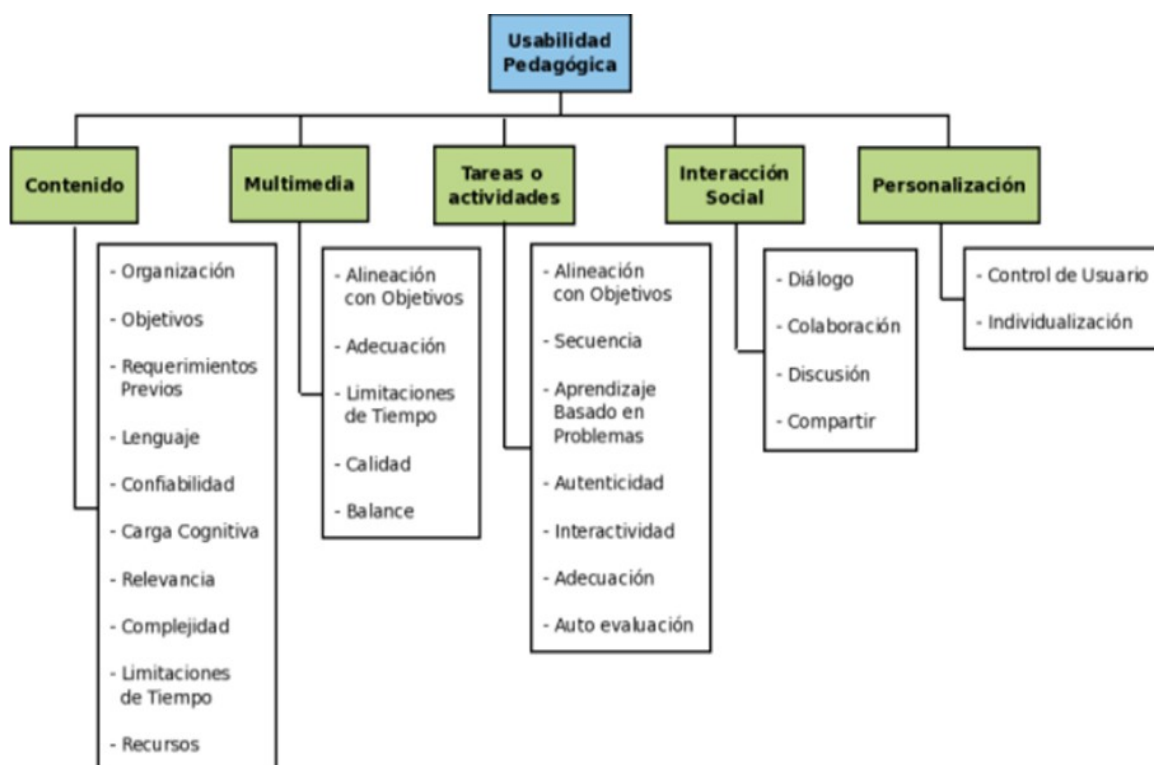 Usabilidad
Pedagógica
Contenido
Multimedia
Tareas o
actividades
Interacción
Social
Personalización
- Organización
- Objetivos
- Requerimientos
Previos
- Lenguaje
- Confiabilidad
- Carga Cognitiva
- Relevancia
- Complejidad
- Limitaciones
de Tiempo
- Recursos
- Alineación
con Objetivos
- Adecuación
- Limitaciones
de Tiempo
- Calidad
- Balance
- Alineación
con Objetivos
- Secuencia
- Aprendizaje
Basado en
Problemas
- Autenticidad
- Interactividad
- Adecuación
- Auto evaluación
- Diálogo
- Colaboración
- Discusión
- Compartir
- Control de Usuario
- Individualización